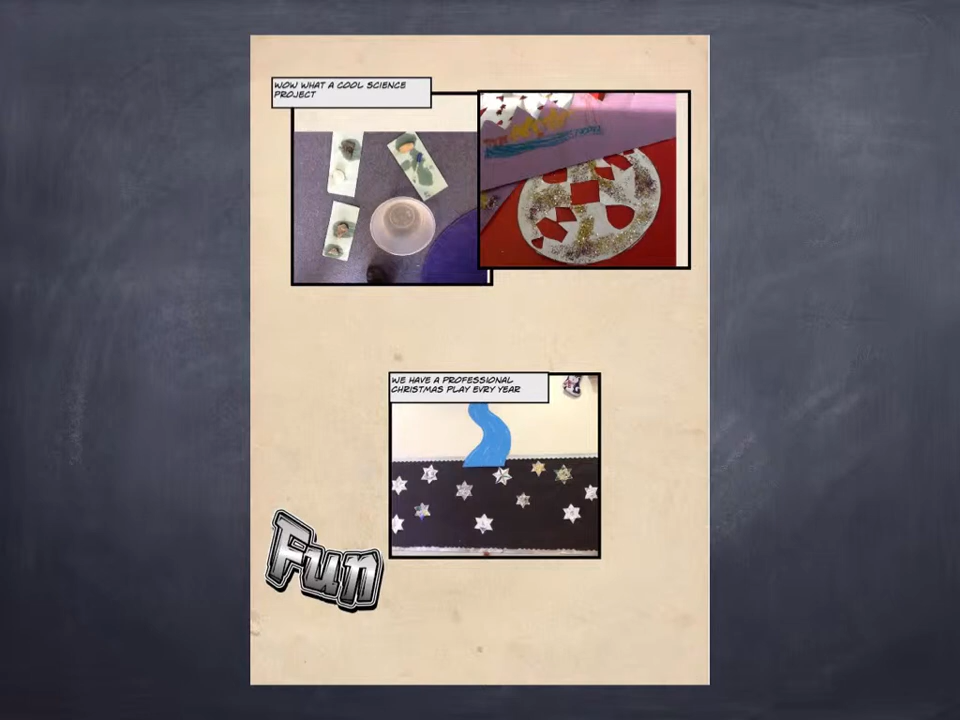 WOW WHAT A COOL SCIENCE
PROJECT
WE HAVE A PROFESSIONAL
CHRISTMAS PLAY EVRY YEAR
Fun